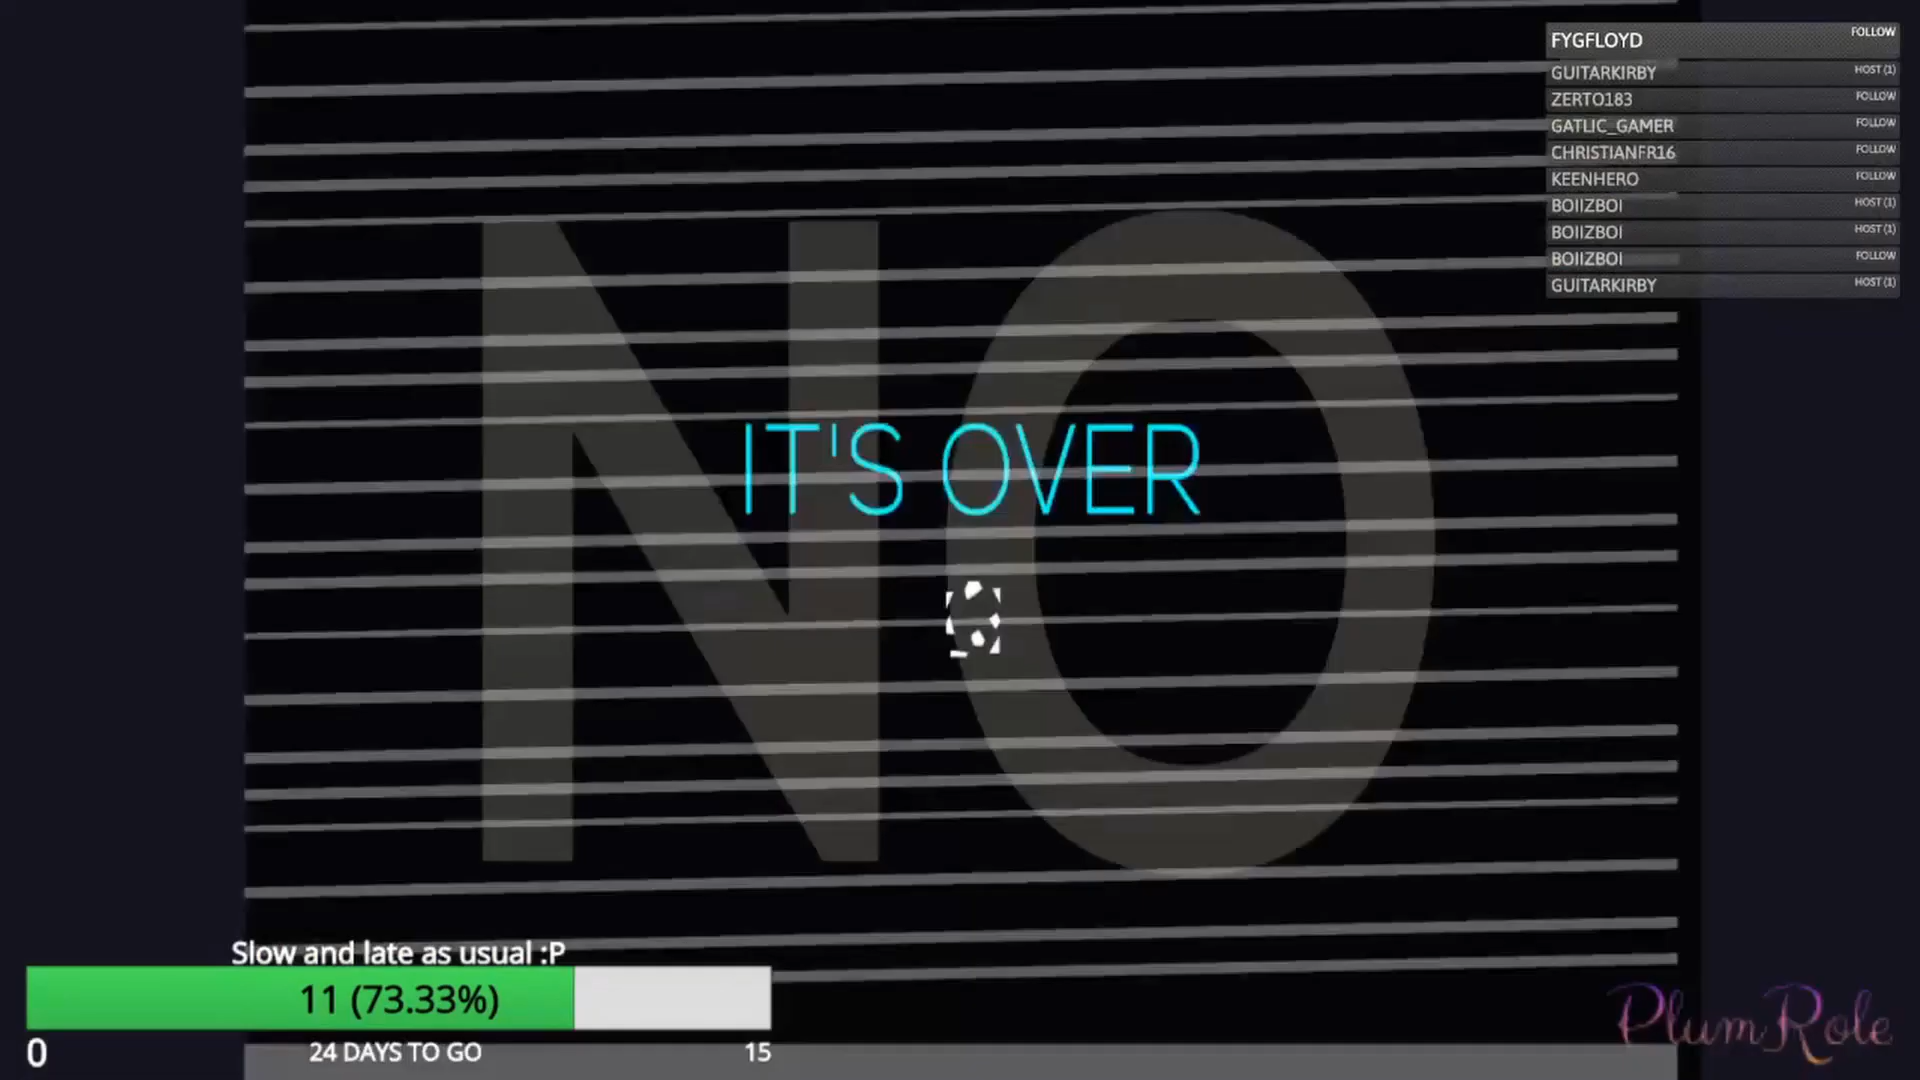 FYGFLOYD FOLLOW
GUITARKIRBY HOST (1)
ZERTO183 FOLLOW
GATLIC_GAMER FOLLOW
CHRISTIANFR16 FOLLOW
KEENHERO FOLLOW
BOIIZBOI HOST (1)
BOIIZBOI HOST (1)
BOIIZBOI FOLLOW
GUITARKIRBY HOST (1)
NO
IT'S OVER
Slow and late as usual :P
11 (73.33%)
0 24 DAYS TO GO 15
PlumRole